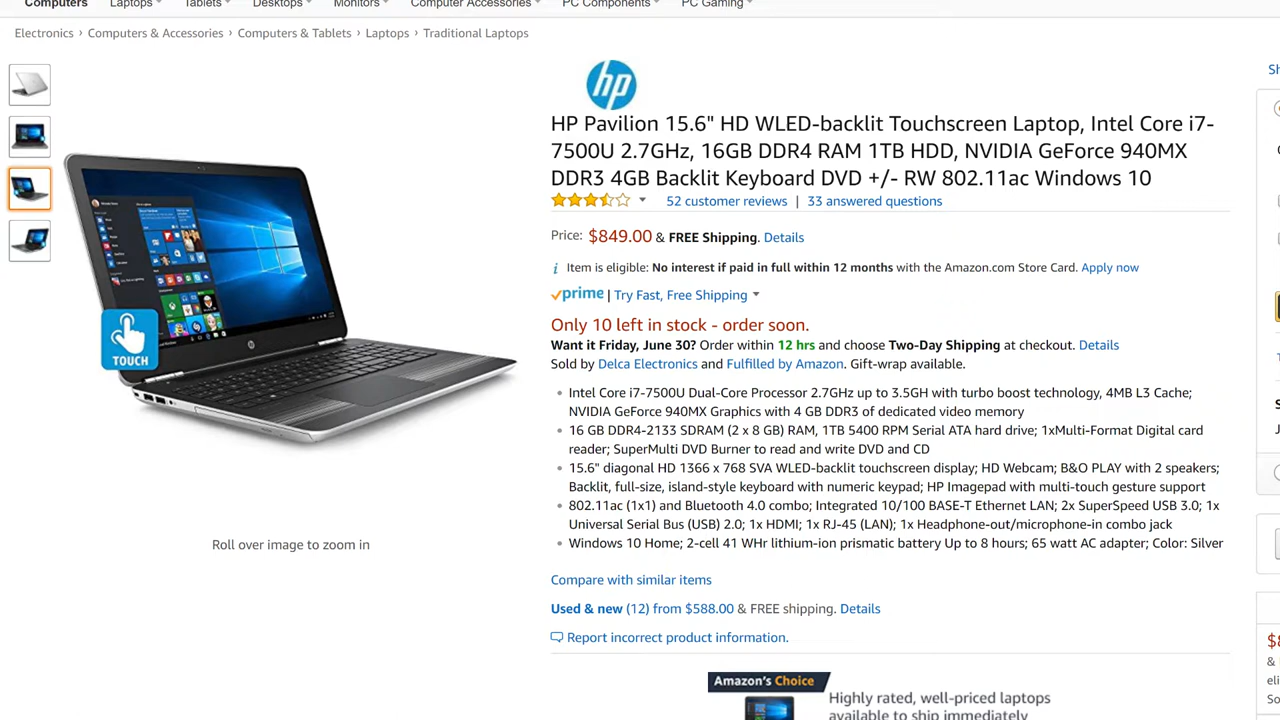 Computers Laptops Tablets Desktops Monitors Computer Accessories PC Components PC Gaming
Electronics › Computers & Accessories › Computers & Tablets › Laptops › Traditional Laptops
hp
HP Pavilion 15.6" HD WLED-backlit Touchscreen Laptop, Intel Core i7-
7500U 2.7GHz, 16GB DDR4 RAM 1TB HDD, NVIDIA GeForce 940MX
DDR3 4GB Backlit Keyboard DVD +/- RW 802.11ac Windows 10
52 customer reviews | 33 answered questions
Price: $849.00 & FREE Shipping. Details
i Item is eligible: No interest if paid in full within 12 months with the Amazon.com Store Card. Apply now
prime | Try Fast, Free Shipping
Only 10 left in stock - order soon.
Want it Friday, June 30? Order within 12 hrs and choose Two-Day Shipping at checkout. Details
Sold by Delca Electronics and Fulfilled by Amazon. Gift-wrap available.
• Intel Core i7-7500U Dual-Core Processor 2.7GHz up to 3.5GH with turbo boost technology, 4MB L3 Cache;
NVIDIA GeForce 940MX Graphics with 4 GB DDR3 of dedicated video memory
• 16 GB DDR4-2133 SDRAM (2 x 8 GB) RAM, 1TB 5400 RPM Serial ATA hard drive; 1xMulti-Format Digital card
reader; SuperMulti DVD Burner to read and write DVD and CD
• 15.6" diagonal HD 1366 x 768 SVA WLED-backlit touchscreen display; HD Webcam; B&O PLAY with 2 speakers;
Backlit, full-size, island-style keyboard with numeric keypad; HP Imagepad with multi-touch gesture support
• 802.11ac (1x1) and Bluetooth 4.0 combo; Integrated 10/100 BASE-T Ethernet LAN; 2x SuperSpeed USB 3.0; 1x
Universal Serial Bus (USB) 2.0; 1x HDMI; 1x RJ-45 (LAN); 1x Headphone-out/microphone-in combo jack
• Windows 10 Home; 2-cell 41 WHr lithium-ion prismatic battery Up to 8 hours; 65 watt AC adapter; Color: Silver
TOUCH
Roll over image to zoom in
Compare with similar items
Used & new (12) from $588.00 & FREE shipping. Details
Report incorrect product information.
Amazon's Choice
Highly rated, well-priced laptops
available to ship immediately